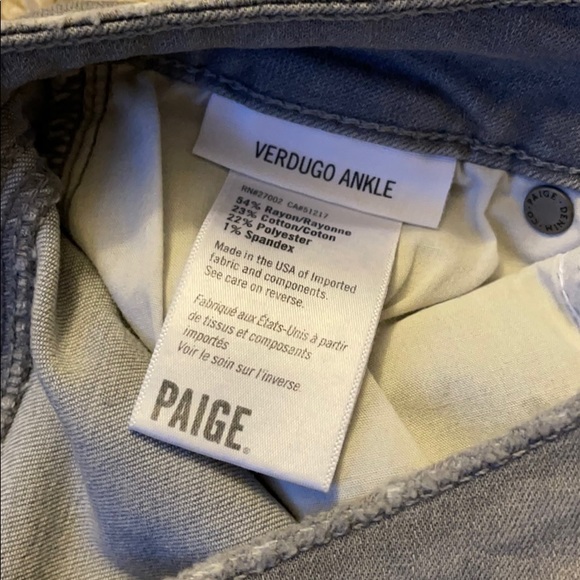 VERDUGO ANKLE
RN#27002 CA#51217
54% Rayon/Rayonne
23% Cotton/Coton
22% Polyester
1% Spandex
Made in the USA of Imported
fabric and components.
See care on reverse.
Fabriqué aux États-Unis à partir
de tissus et composants
importés
Voir le soin sur l'inverse.
PAIGE
PAIGE · DENIM · CO